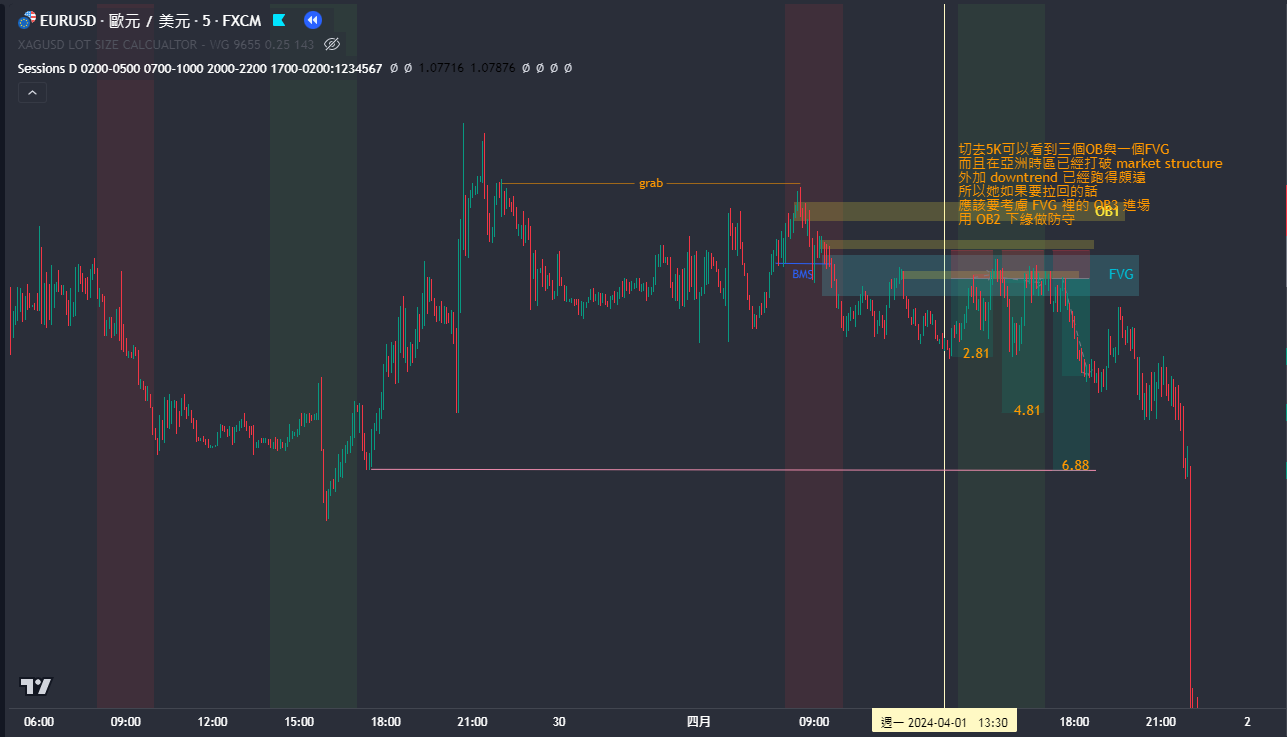 EURUSD · 歐元 / 美元 · 5 · FXCM
XAGUSD LOT SIZE CALCUALTOR - WG 9655 0.25 143
Sessions D 0200-0500 0700-1000 2000-2200 1700-0200:1234567 Ø Ø 1.07716 1.07876 Ø Ø Ø Ø
切去5K可以看到三個OB與一個FVG
而且在亞洲時區已經打破 market structure
外加 downtrend 已經跑得頗遠
所以她如果要拉回的話
應該要考慮 FVG 裡的 OB3 進場
用 OB2 下緣做防守
grab
OB1
BMS
FVG
2.81
4.81
6.88
06:00 09:00 12:00 15:00 18:00 21:00 30 四月 09:00 週一 2024-04-01 13:30 18:00 21:00 2